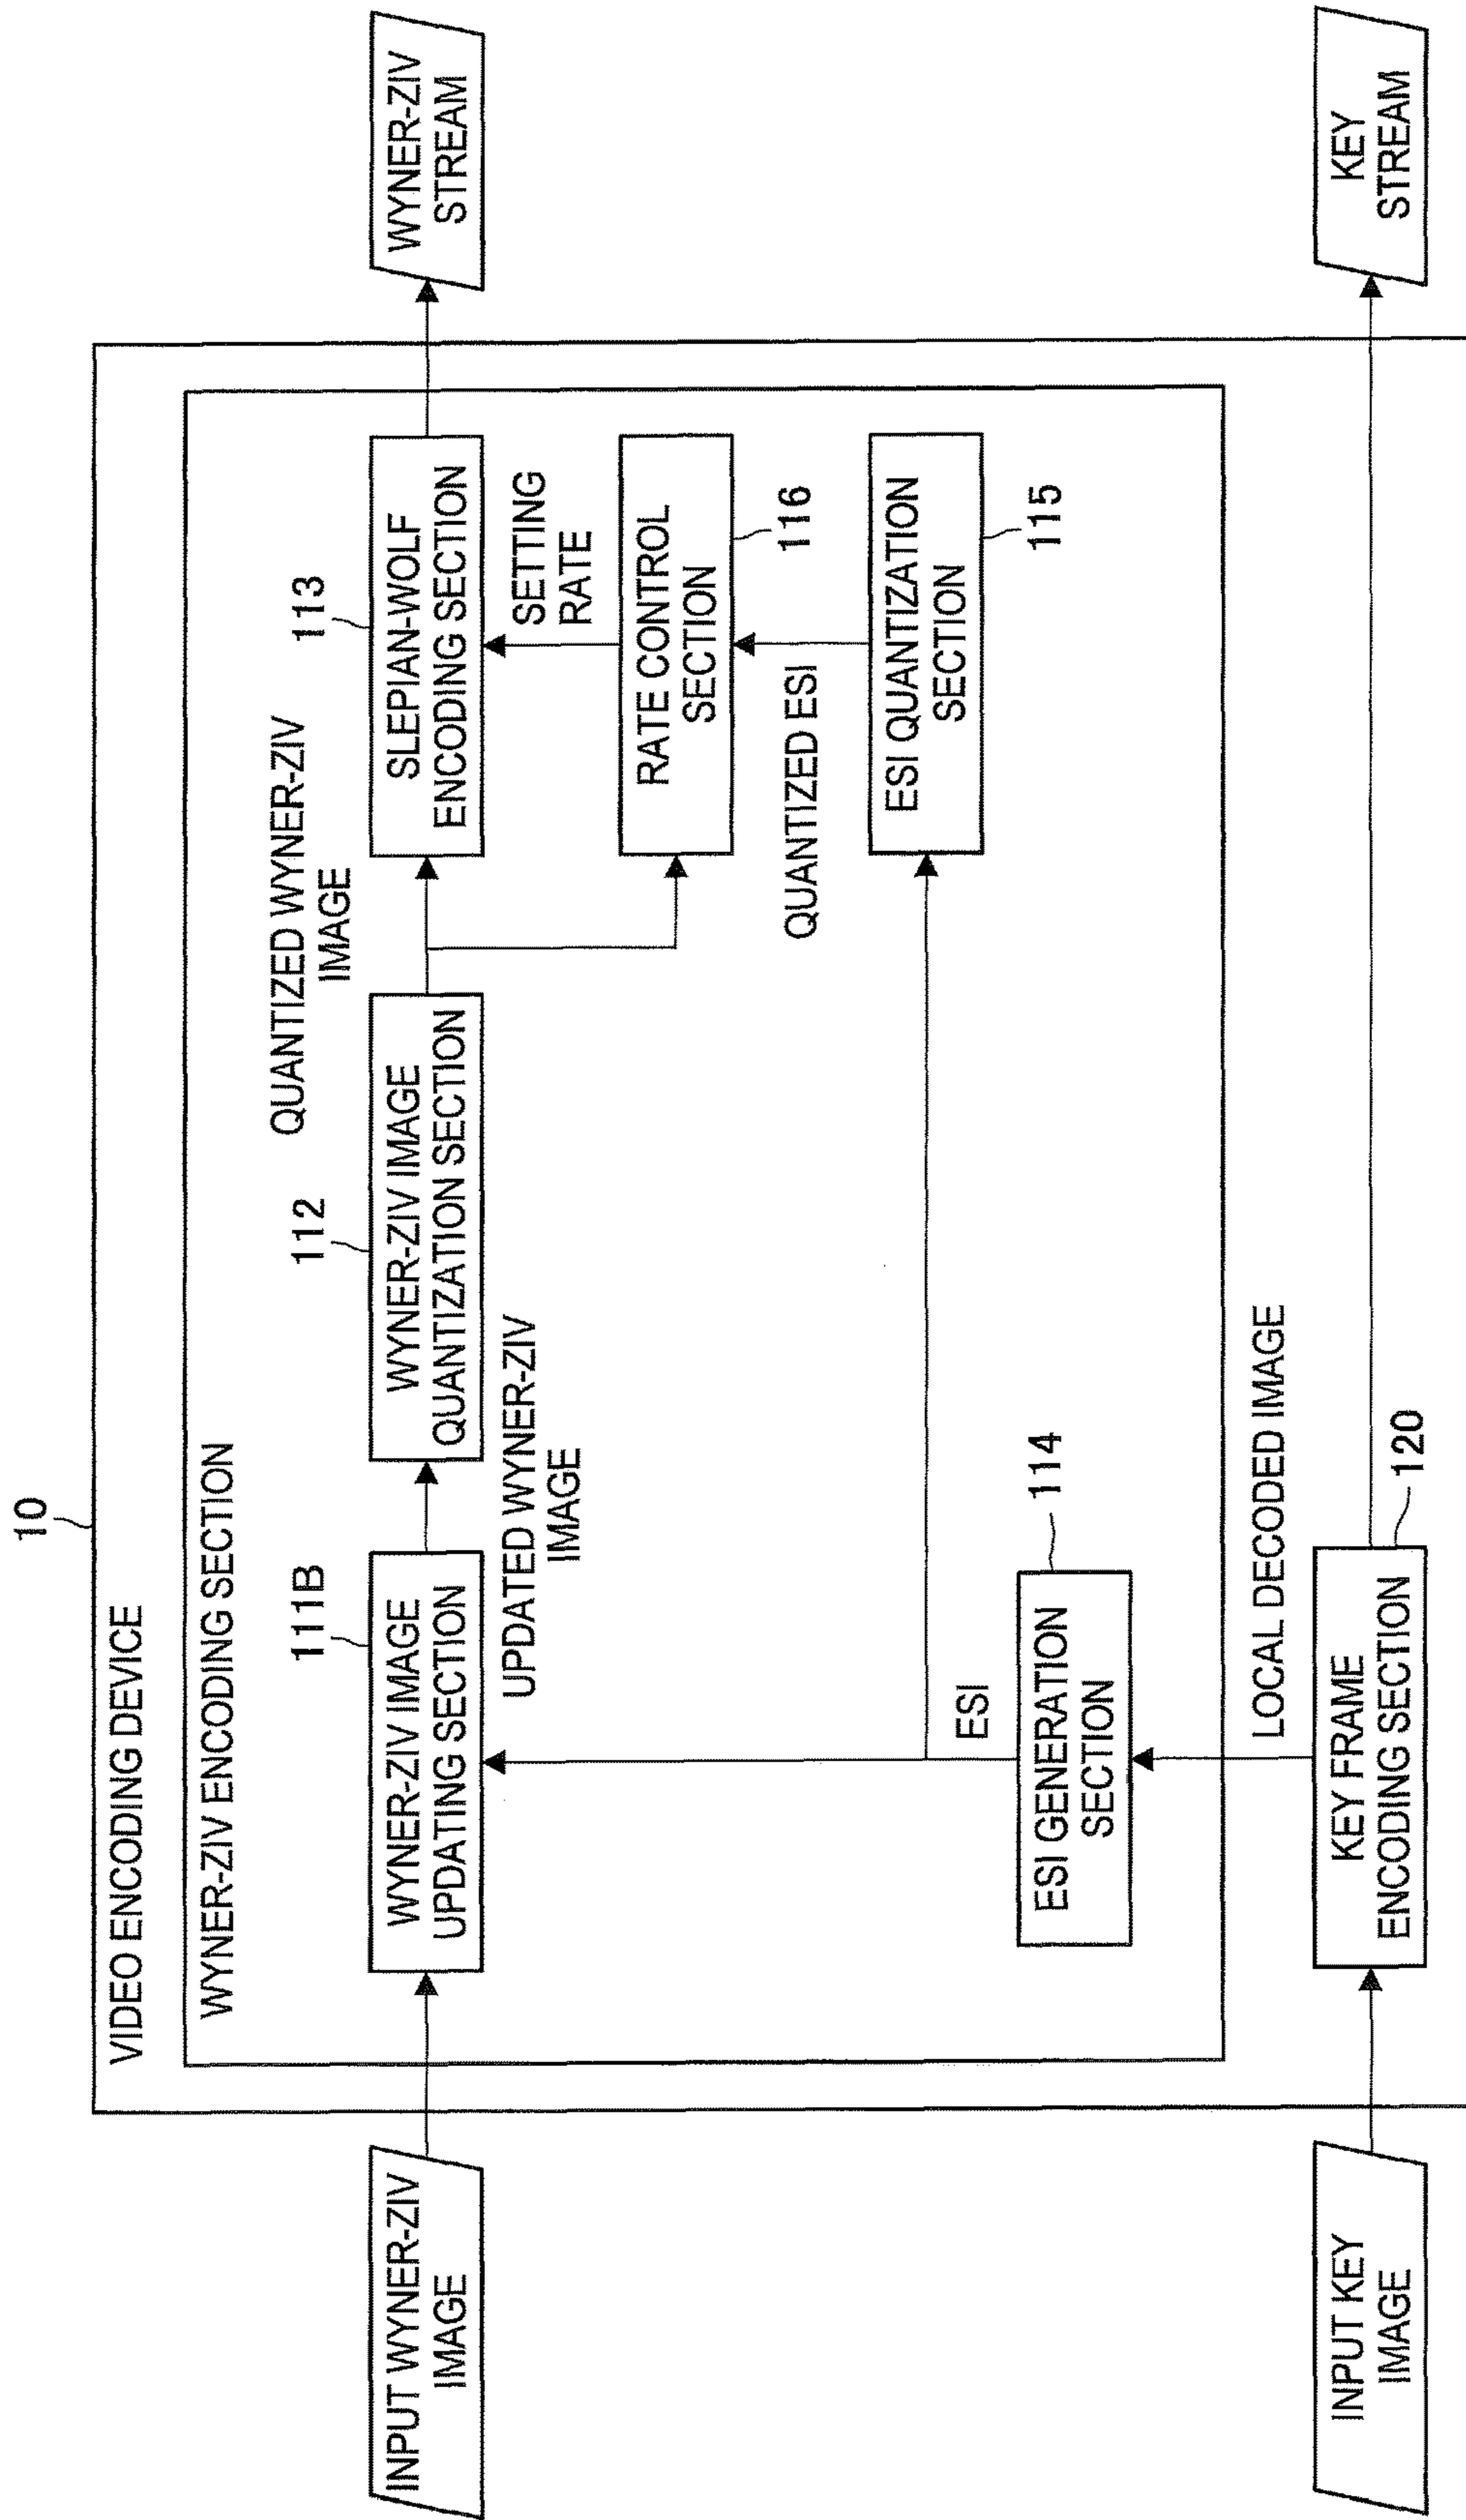 10
VIDEO ENCODING DEVICE
WYNER-ZIV ENCODING SECTION
INPUT WYNER-ZIV
IMAGE
111B
WYNER-ZIV IMAGE
UPDATING SECTION
UPDATED WYNER-ZIV
IMAGE
112
WYNER-ZIV IMAGE
QUANTIZATION SECTION
QUANTIZED WYNER-ZIV
IMAGE
113
SLEPIAN-WOLF
ENCODING SECTION
WYNER-ZIV
STREAM
SETTING
RATE
RATE CONTROL
SECTION
116
QUANTIZED ESI
ESI QUANTIZATION
SECTION
115
ESI
114
ESI GENERATION
SECTION
LOCAL DECODED IMAGE
INPUT KEY
IMAGE
KEY FRAME
ENCODING SECTION
120
KEY
STREAM